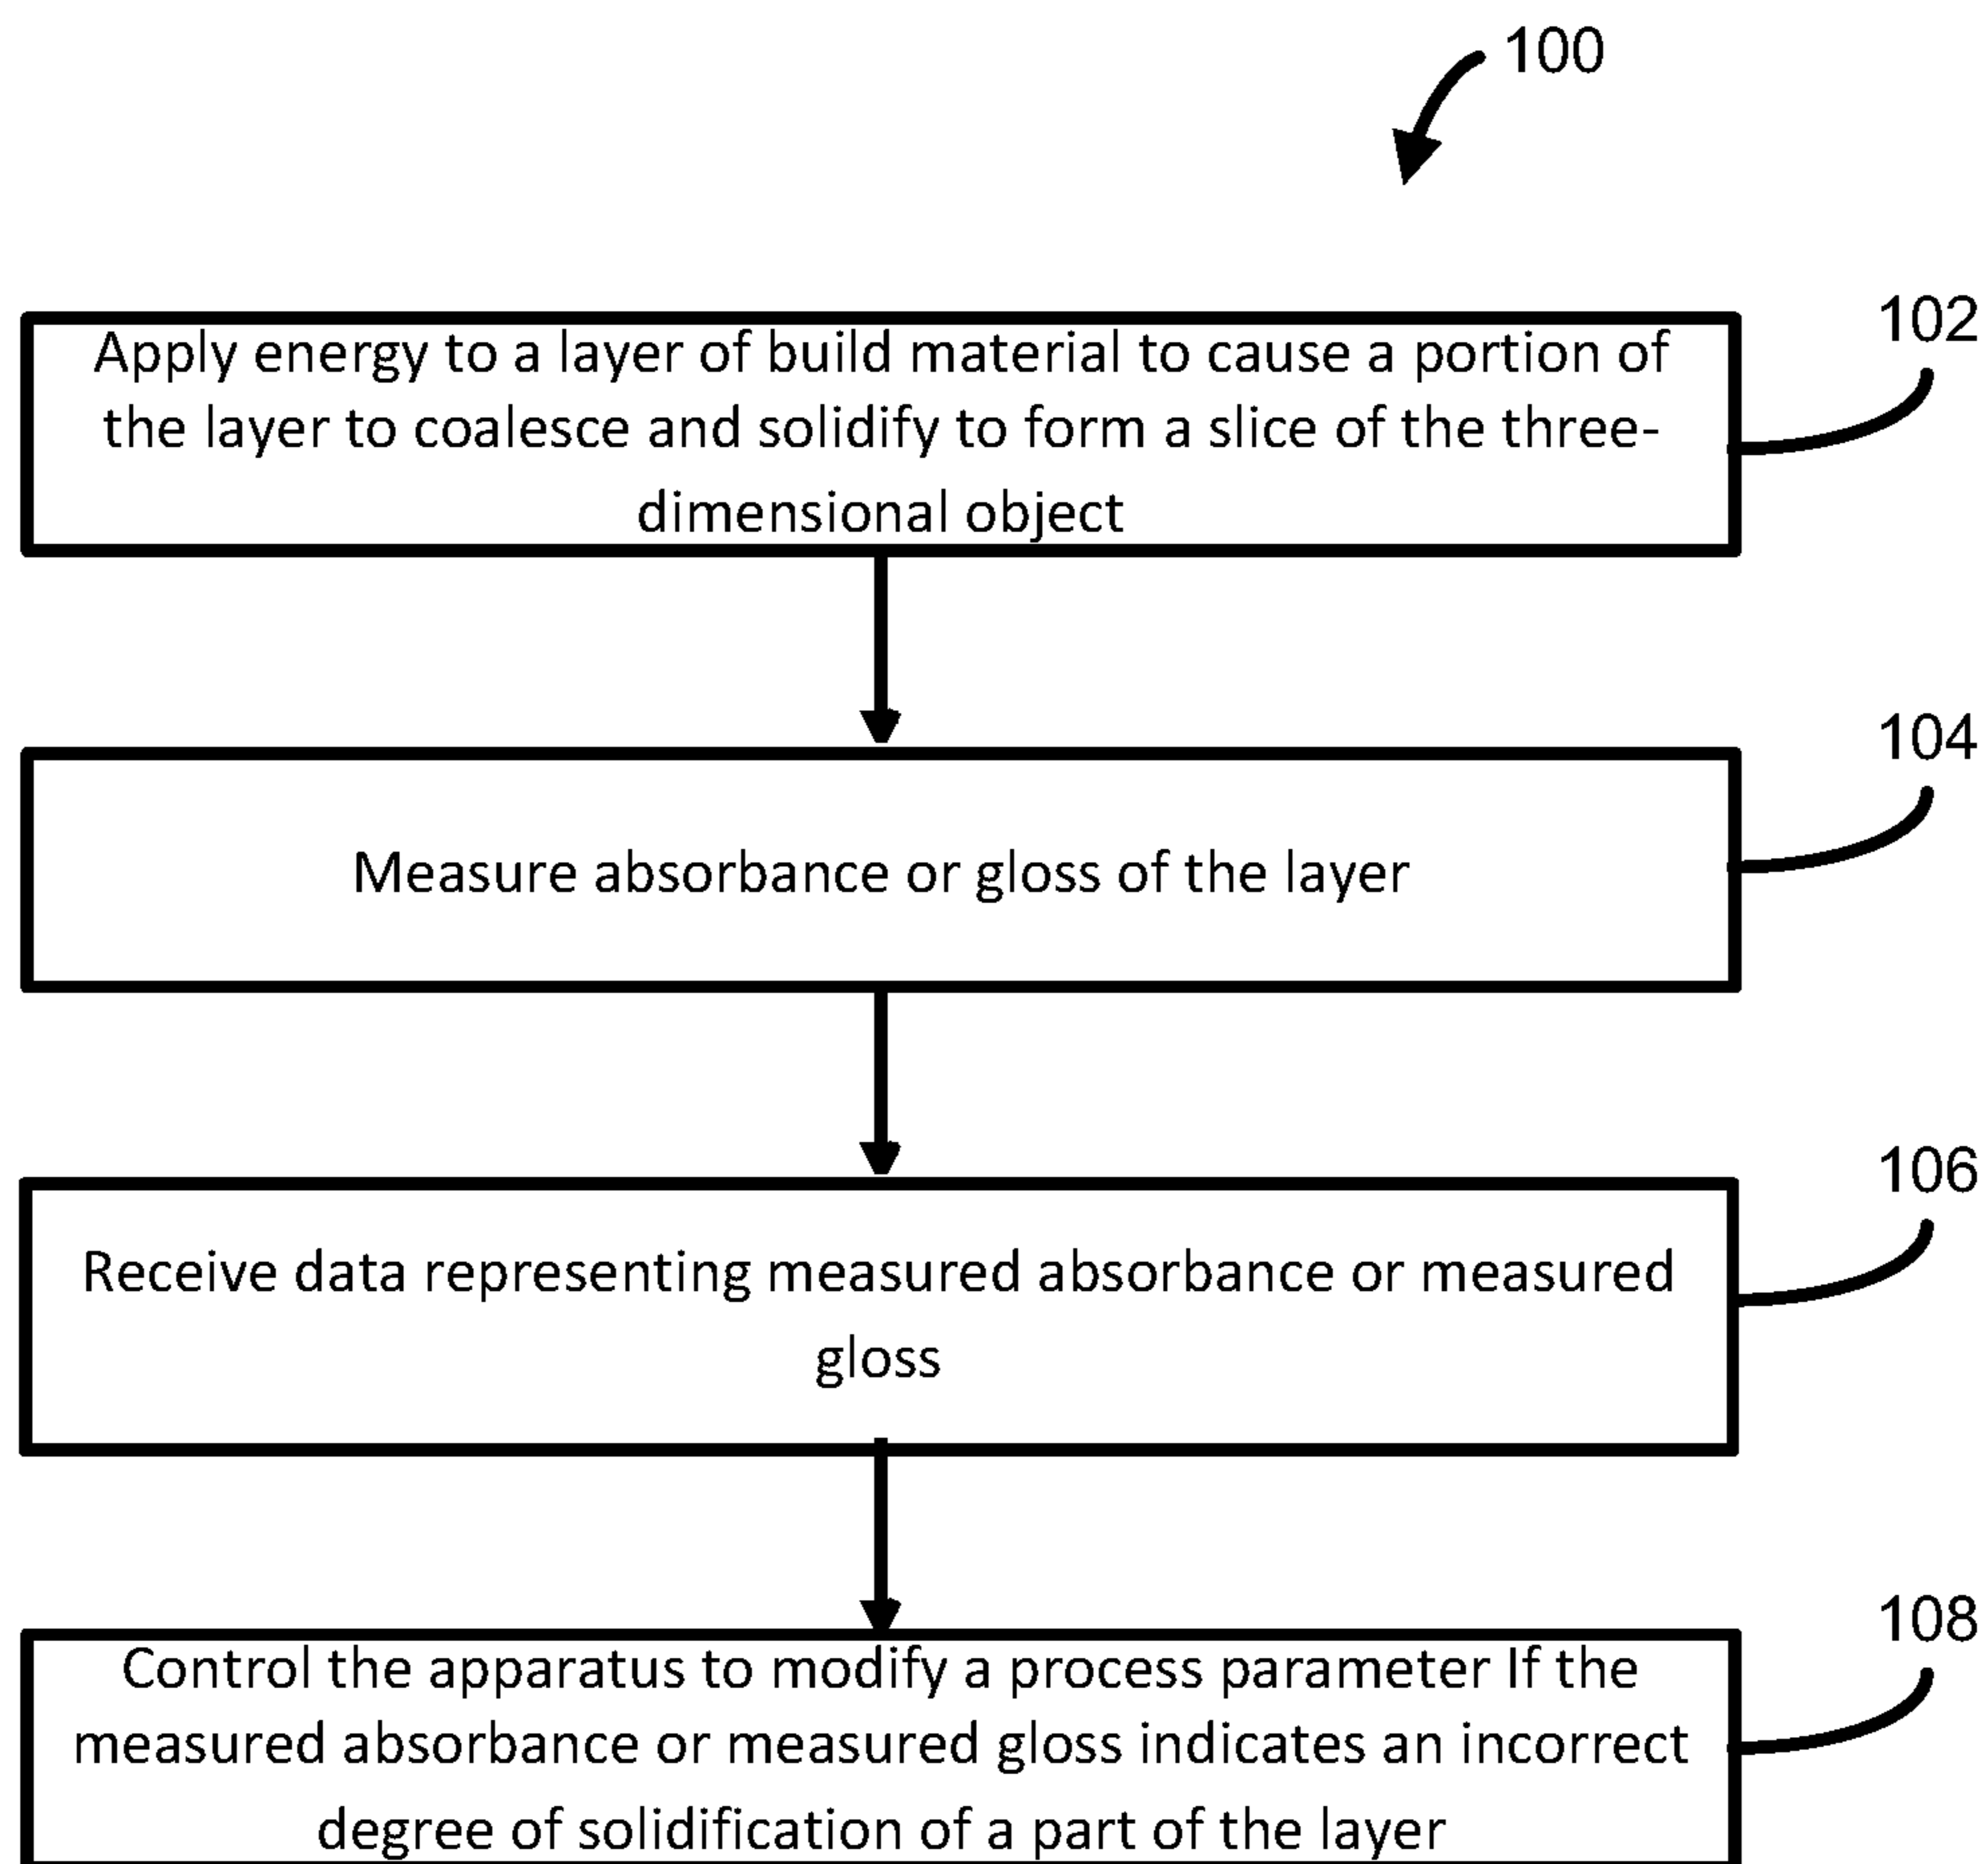 100
102
Apply energy to a layer of build material to cause a portion of
the layer to coalesce and solidify to form a slice of the three-
dimensional object
104
Measure absorbance or gloss of the layer
106
Receive data representing measured absorbance or measured
gloss
108
Control the apparatus to modify a process parameter If the
measured absorbance or measured gloss indicates an incorrect
degree of solidification of a part of the layer